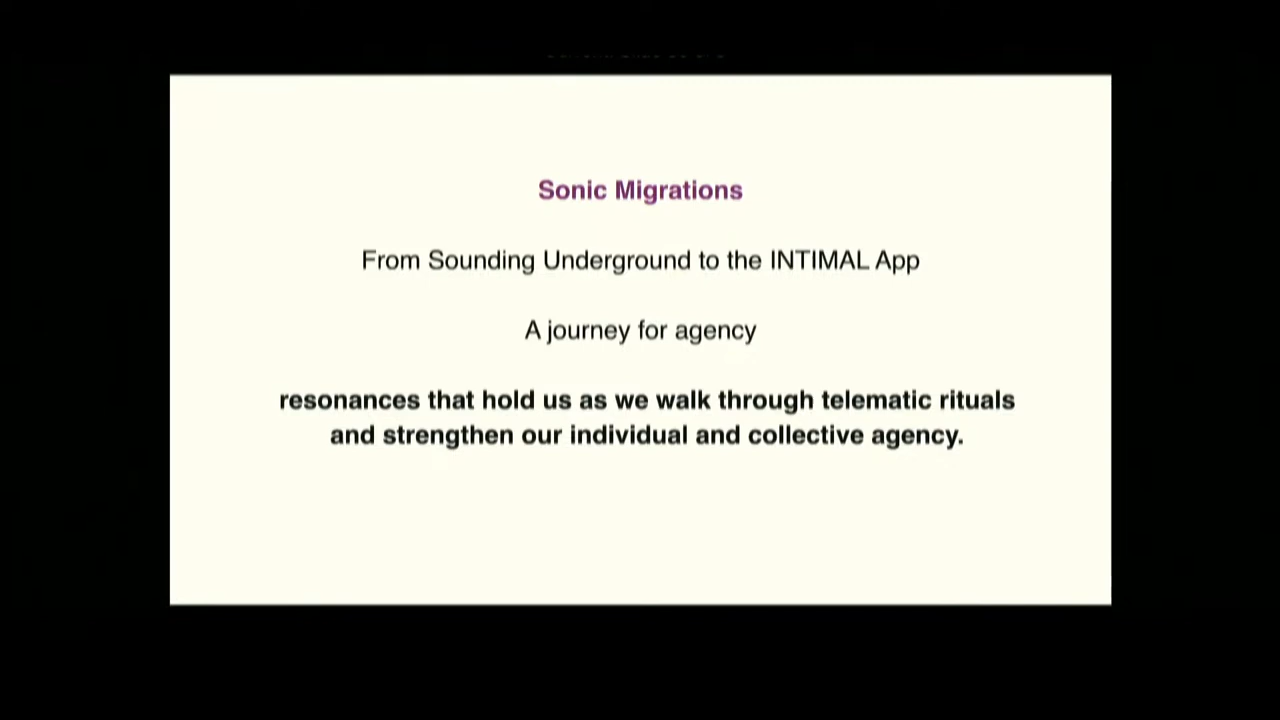 Sonic Migrations
From Sounding Underground to the INTIMAL App
A journey for agency
resonances that hold us as we walk through telematic rituals
and strengthen our individual and collective agency.